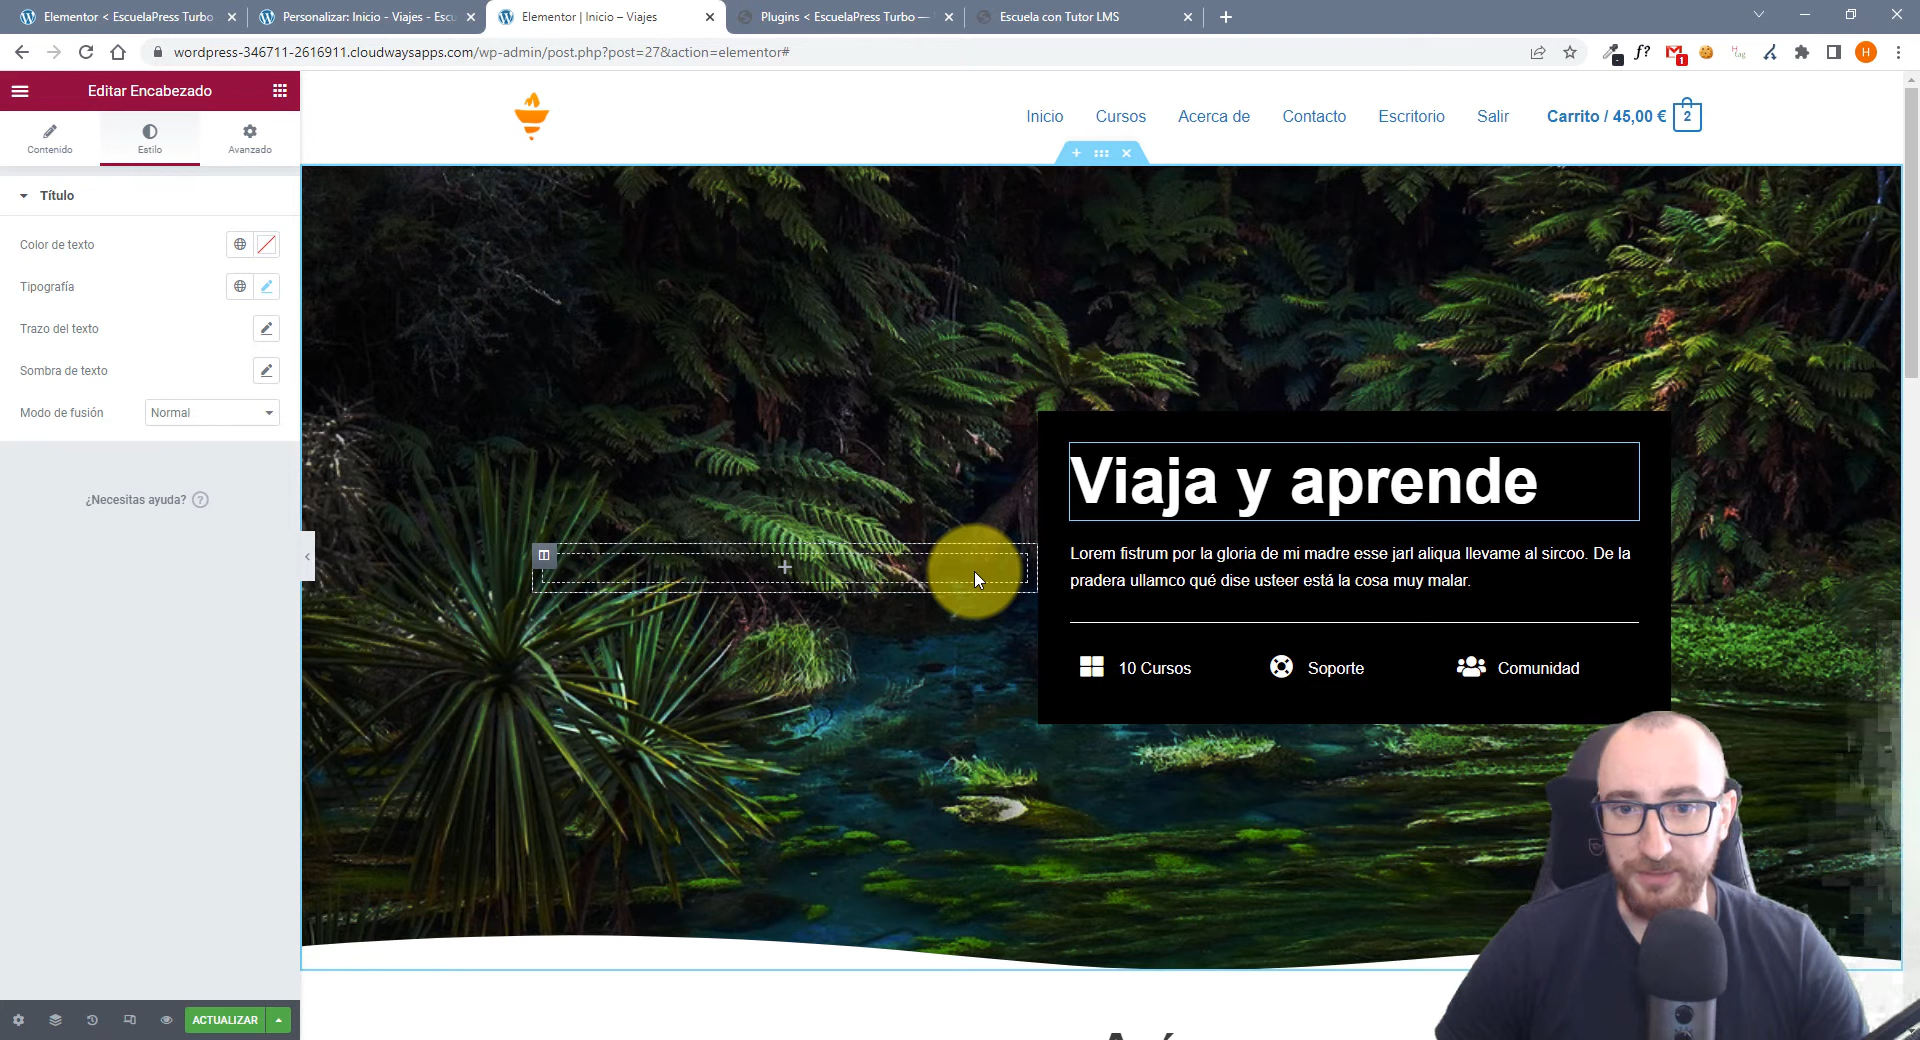 Elementor < EscuelaPress Turbo
Personalizar: Inicio - Viajes - Escu
Elementor | Inicio – Viajes
Plugins < EscuelaPress Turbo —
Escuela con Tutor LMS
wordpress-346711-2616911.cloudwaysapps.com/wp-admin/post.php?post=27&action=elementor#
f?
1
H
Editar Encabezado
Contenido
Estilo
Avanzado
Título
Color de texto
Tipografía
Trazo del texto
Sombra de texto
Modo de fusión
Normal
¿Necesitas ayuda? ?
ACTUALIZAR
Inicio
Cursos
Acerca de
Contacto
Escritorio
Salir
Carrito / 45,00 €
2
Viaja y aprende
Lorem fistrum por la gloria de mi madre esse jarl aliqua llevame al sircoo. De la
pradera ullamco qué dise usteer está la cosa muy malar.
10 Cursos
Soporte
Comunidad